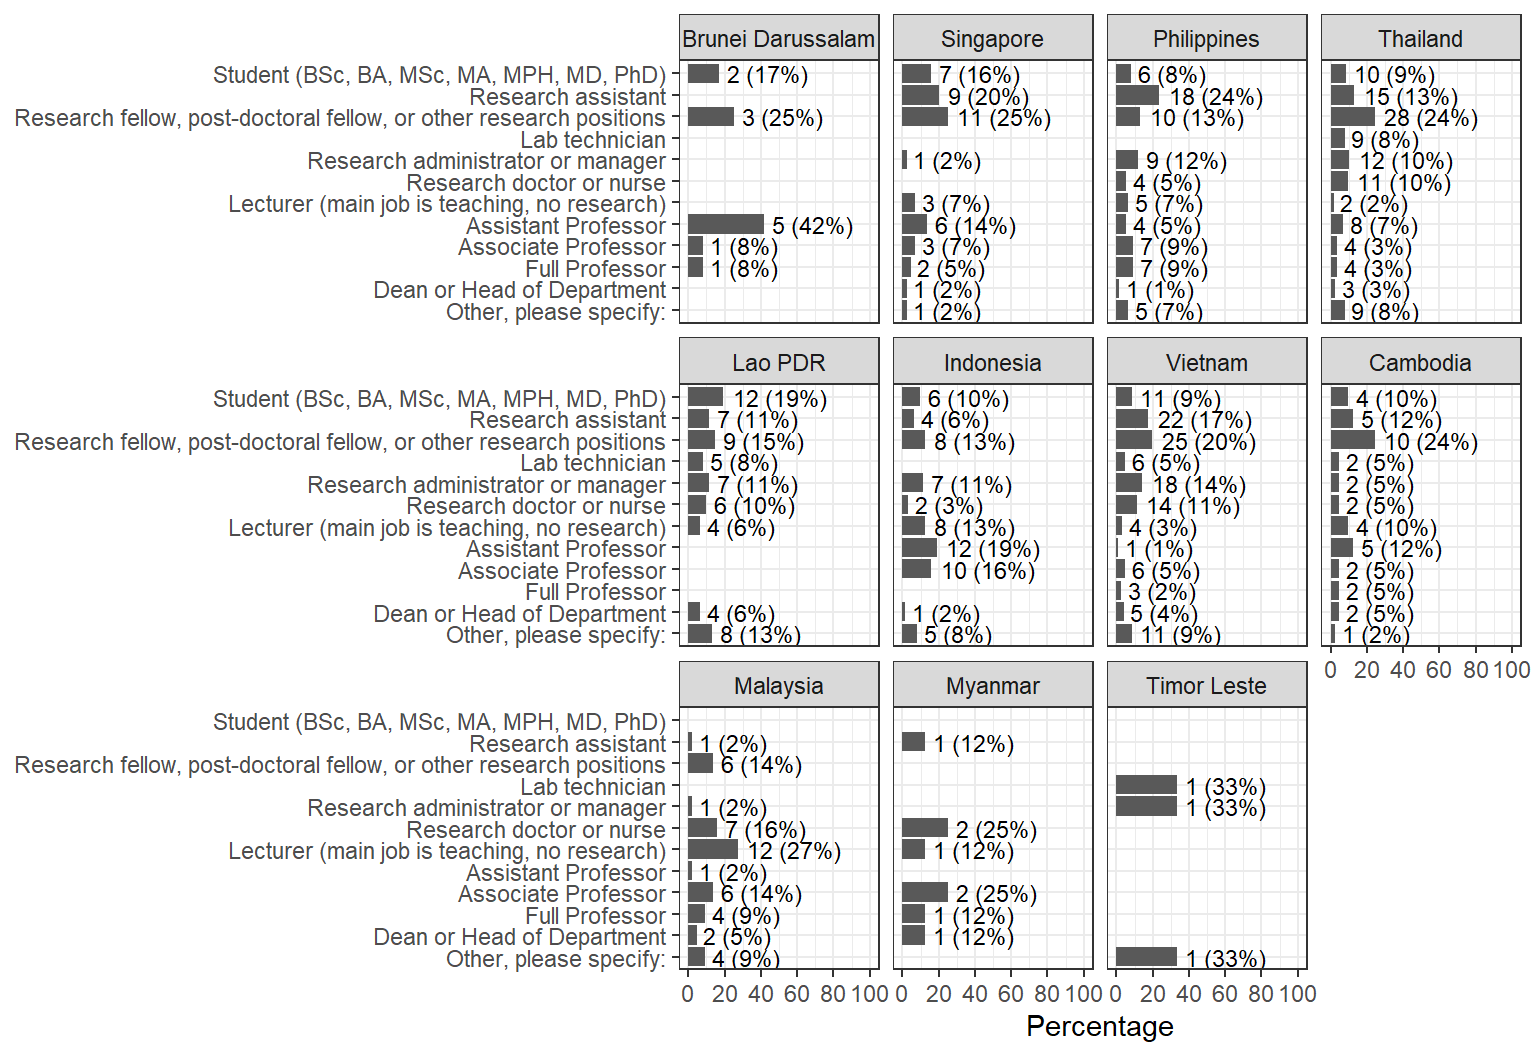 Brunei Darussalam Singapore Philippines Thailand
Student (BSc, BA, MSc, MA, MPH, MD, PhD) 2 (17%) 7 (16%) 6 (8%) 10 (9%)
Research assistant 9 (20%) 18 (24%) 15 (13%)
Research fellow, post-doctoral fellow, or other research positions 3 (25%) 11 (25%) 10 (13%) 28 (24%)
Lab technician 9 (8%)
Research administrator or manager 1 (2%) 9 (12%) 12 (10%)
Research doctor or nurse 4 (5%) 11 (10%)
Lecturer (main job is teaching, no research) 3 (7%) 5 (7%) 2 (2%)
Assistant Professor 5 (42%) 6 (14%) 4 (5%) 8 (7%)
Associate Professor 1 (8%) 3 (7%) 7 (9%) 4 (3%)
Full Professor 1 (8%) 2 (5%) 7 (9%) 4 (3%)
Dean or Head of Department 1 (2%) 1 (1%) 3 (3%)
Other, please specify: 1 (2%) 5 (7%) 9 (8%)
Lao PDR Indonesia Vietnam Cambodia
Student (BSc, BA, MSc, MA, MPH, MD, PhD) 12 (19%) 6 (10%) 11 (9%) 4 (10%)
Research assistant 7 (11%) 4 (6%) 22 (17%) 5 (12%)
Research fellow, post-doctoral fellow, or other research positions 9 (15%) 8 (13%) 25 (20%) 10 (24%)
Lab technician 5 (8%) 6 (5%) 2 (5%)
Research administrator or manager 7 (11%) 7 (11%) 18 (14%) 2 (5%)
Research doctor or nurse 6 (10%) 2 (3%) 14 (11%) 2 (5%)
Lecturer (main job is teaching, no research) 4 (6%) 8 (13%) 4 (3%) 4 (10%)
Assistant Professor 12 (19%) 1 (1%) 5 (12%)
Associate Professor 10 (16%) 6 (5%) 2 (5%)
Full Professor 3 (2%) 2 (5%)
Dean or Head of Department 4 (6%) 1 (2%) 5 (4%) 2 (5%)
Other, please specify: 8 (13%) 5 (8%) 11 (9%) 1 (2%)
0 20 40 60 80 100
Malaysia Myanmar Timor Leste
Student (BSc, BA, MSc, MA, MPH, MD, PhD)
Research assistant 1 (2%) 1 (12%)
Research fellow, post-doctoral fellow, or other research positions 6 (14%)
Lab technician 1 (33%)
Research administrator or manager 1 (2%) 1 (33%)
Research doctor or nurse 7 (16%) 2 (25%)
Lecturer (main job is teaching, no research) 12 (27%) 1 (12%)
Assistant Professor 1 (2%)
Associate Professor 6 (14%) 2 (25%)
Full Professor 4 (9%) 1 (12%)
Dean or Head of Department 2 (5%) 1 (12%)
Other, please specify: 4 (9%) 1 (33%)
0 20 40 60 80 100 0 20 40 60 80 100 0 20 40 60 80 100
Percentage